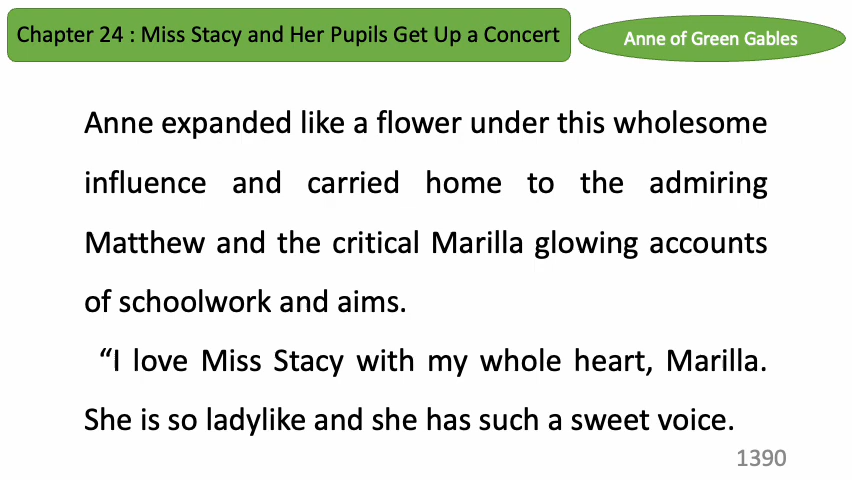 Chapter 24 : Miss Stacy and Her Pupils Get Up a Concert
Anne of Green Gables
Anne expanded like a flower under this wholesome
influence and carried home to the admiring
Matthew and the critical Marilla glowing accounts
of schoolwork and aims.
“I love Miss Stacy with my whole heart, Marilla.
She is so ladylike and she has such a sweet voice.
1390